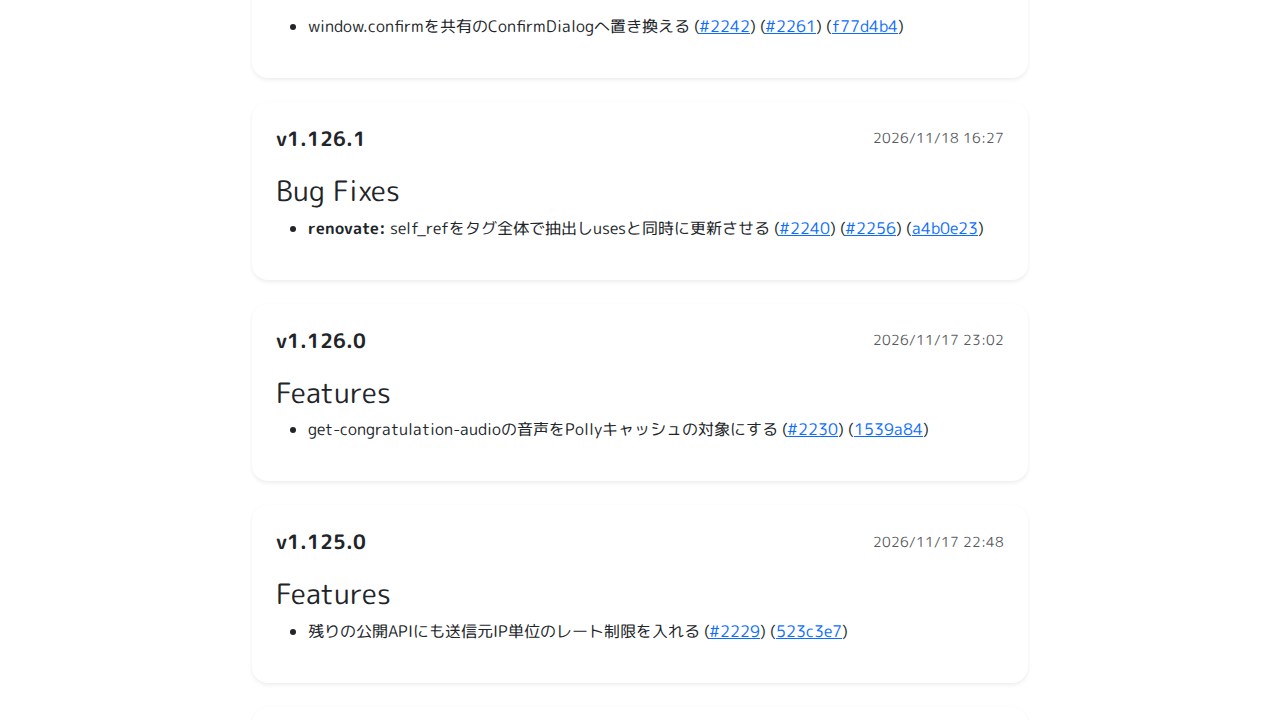 window.confirmを共有のConfirmDialogへ置き換える (#2242) (#2261) (f77d4b4)
v1.126.1
2026/11/18 16:27
Bug Fixes
renovate: self_refをタグ全体で抽出しusesと同時に更新させる (#2240) (#2256) (a4b0e23)
v1.126.0
2026/11/17 23:02
Features
get-congratulation-audioの音声をPollyキャッシュの対象にする (#2230) (1539a84)
v1.125.0
2026/11/17 22:48
Features
残りの公開APIにも送信元IP単位のレート制限を入れる (#2229) (523c3e7)